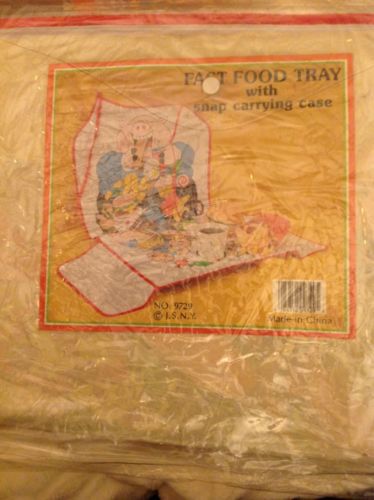 FAST FOOD TRAY
with
snap carrying case
NO. 9729
© J.S.N.Y.
Made in China